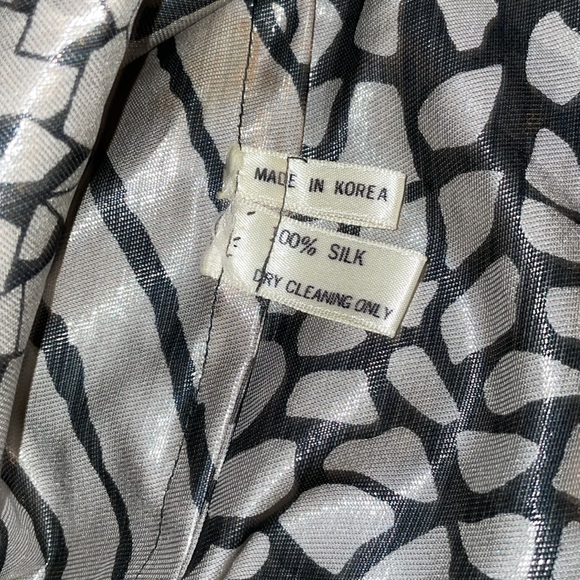 MADE IN KOREA
100% SILK
DRY CLEANING ONLY